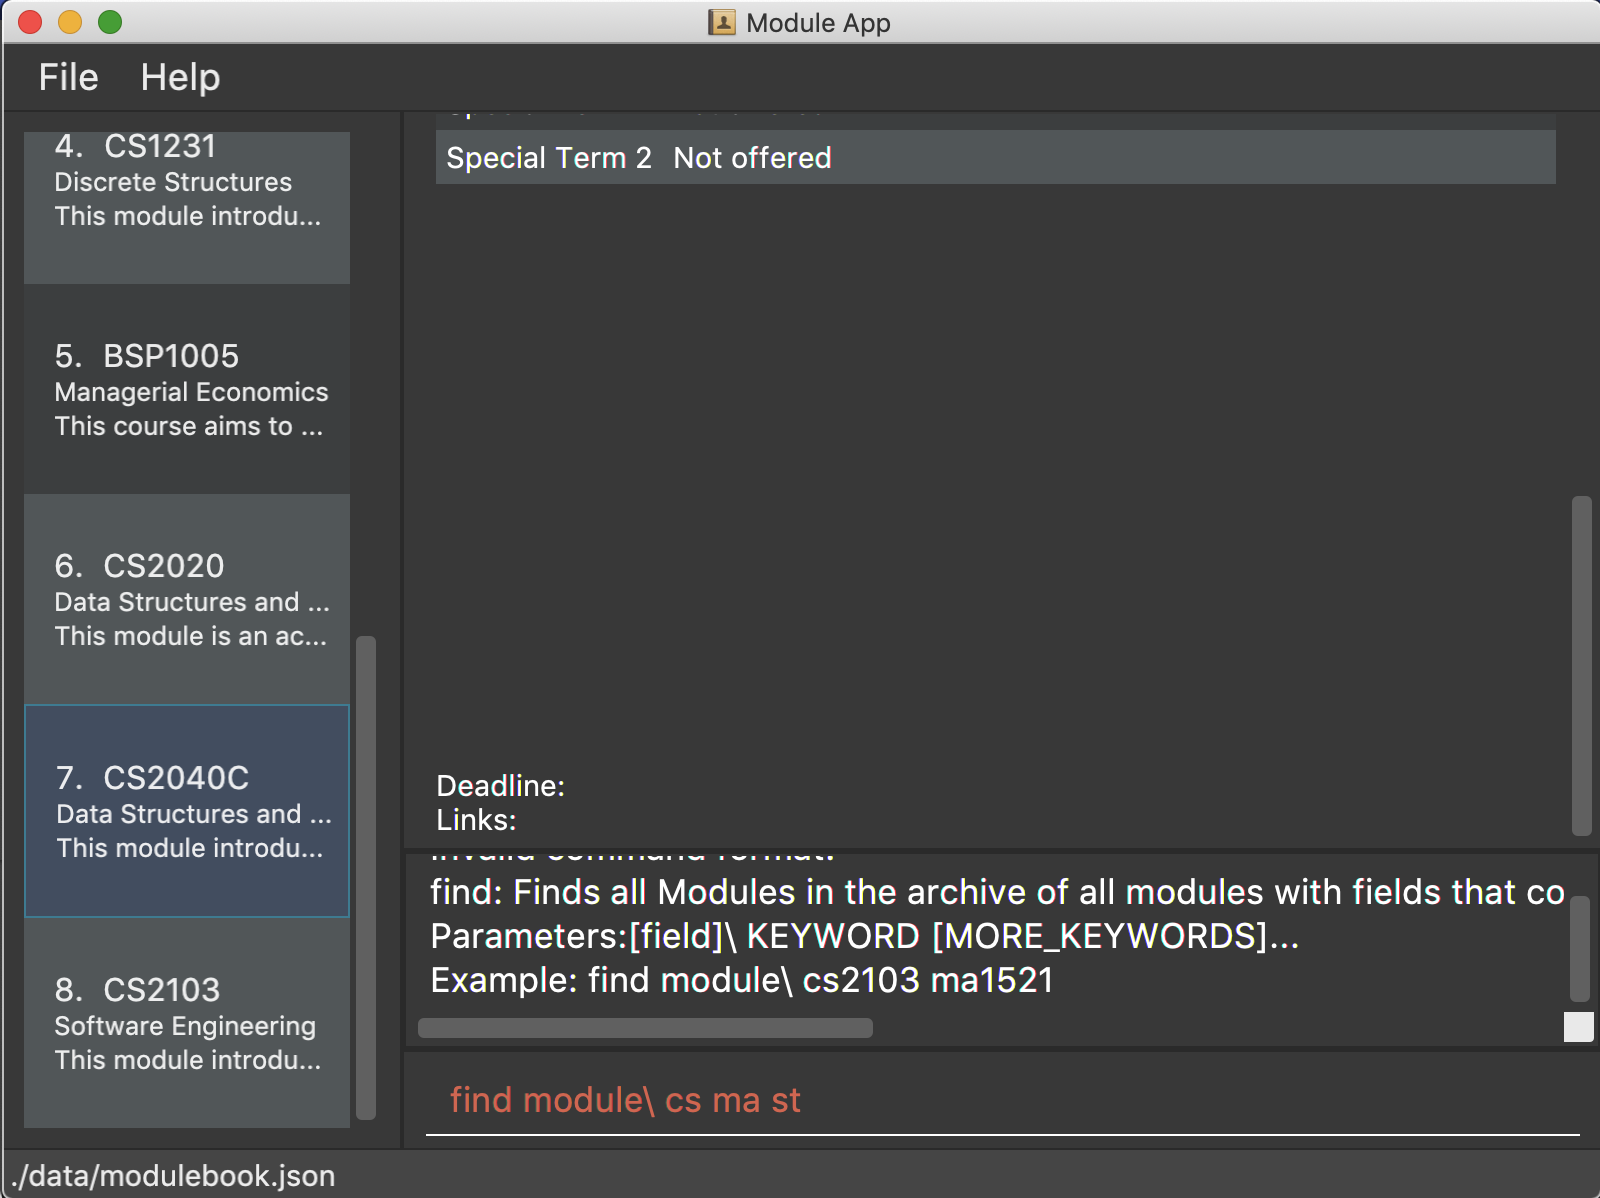 Module App
File Help
4. CS1231
Discrete Structures
This module introdu...
5. BSP1005
Managerial Economics
This course aims to ...
6. CS2020
Data Structures and ...
This module is an ac...
7. CS2040C
Data Structures and ...
This module introdu...
8. CS2103
Software Engineering
This module introdu...
Special Term 2 Not offered
Deadline:
Links:
Invalid command format!
find: Finds all Modules in the archive of all modules with fields that co
Parameters:[field]\ KEYWORD [MORE_KEYWORDS]...
Example: find module\ cs2103 ma1521
find module\ cs ma st
./data/modulebook.json